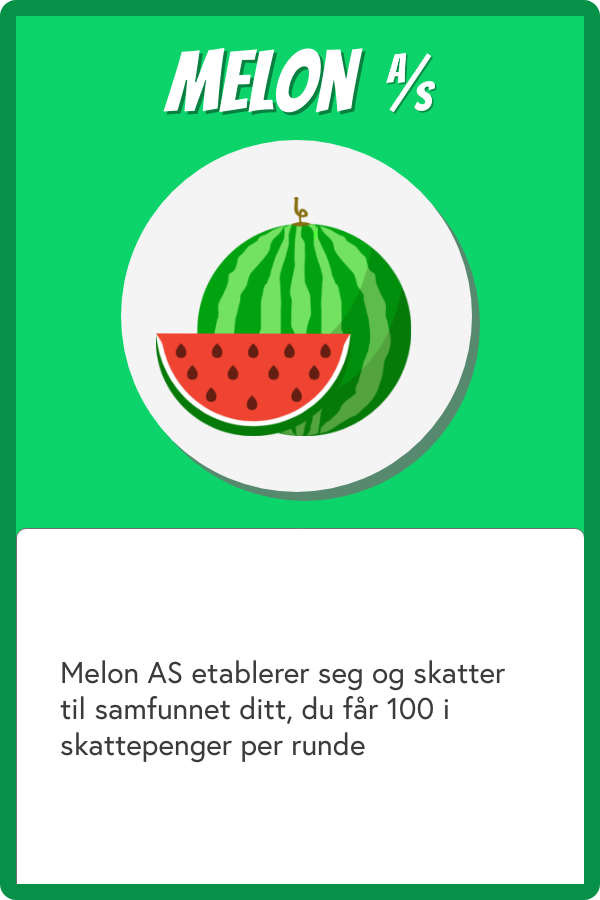 MELON A/S
Melon AS etablerer seg og skatter
til samfunnet ditt, du får 100 i
skattepenger per runde